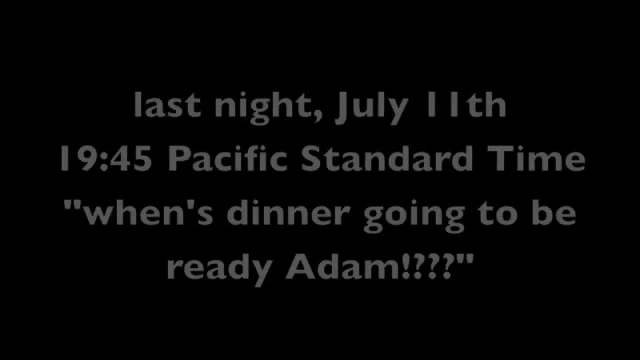 last night, July 11th
19:45 Pacific Standard Time
"when's dinner going to be
ready Adam!????"